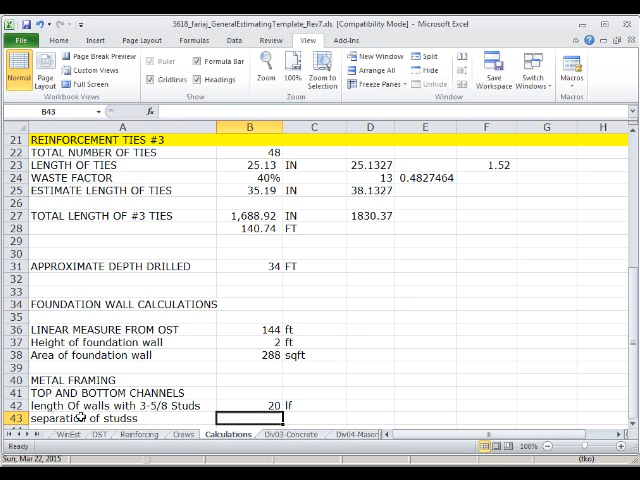 5618_fariaj_GeneralEstimatingTemplate_Rev7.xls [Compatibility Mode] - Microsoft Excel
File Home Insert Page Layout Formulas Data Review View Add-Ins
Normal Page Layout Page Break Preview Custom Views Full Screen
Workbook Views
Ruler Formula Bar Gridlines Headings
Show
Zoom 100% Zoom to Selection
Zoom
New Window Arrange All Freeze Panes Split Hide Unhide Save Workspace Switch Windows
Window
Macros
Macros
B43 fx
A B C D E F G H
21 REINFORCEMENT TIES #3
22 TOTAL NUMBER OF TIES 48
23 LENGTH OF TIES 25.13 IN 25.1327 1.52
24 WASTE FACTOR 40% 13 0.4827464
25 ESTIMATE LENGTH OF TIES 35.19 IN 38.1327
26
27 TOTAL LENGTH OF #3 TIES 1,688.92 IN 1830.37
28 140.74 FT
29
31 APPROXIMATE DEPTH DRILLED 34 FT
32
33
34 FOUNDATION WALL CALCULATIONS
35
36 LINEAR MEASURE FROM OST 144 ft
37 Height of foundation wall 2 ft
38 Area of foundation wall 288 sqft
39
40 METAL FRAMING
41 TOP AND BOTTOM CHANNELS
42 length Of walls with 3-5/8 Studs 20 lf
43 separation of studss
WinEst OST Reinforcing Crews Calculations Div03-Concrete Div04-Mason
Ready 100%
Sun, Mar 22, 2015 (tko)